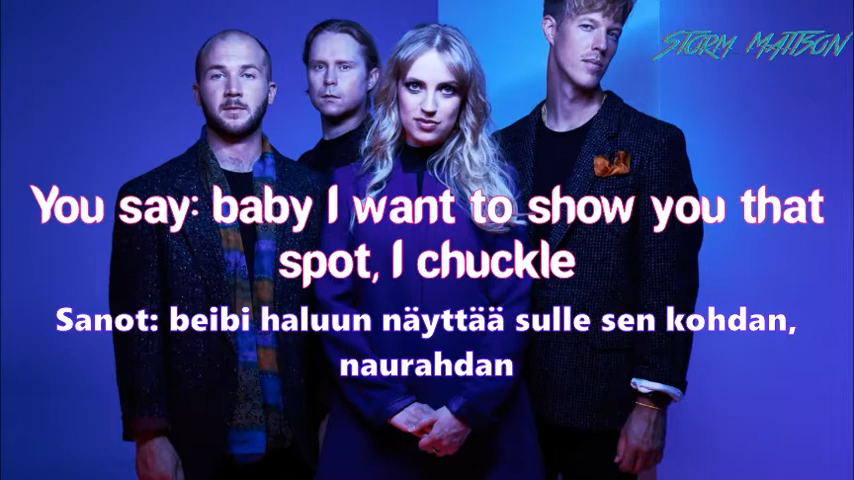 STORM MATTSON
You say: baby I want to show you that
spot, I chuckle
Sanot: beibi haluun näyttää sulle sen kohdan,
naurahdan